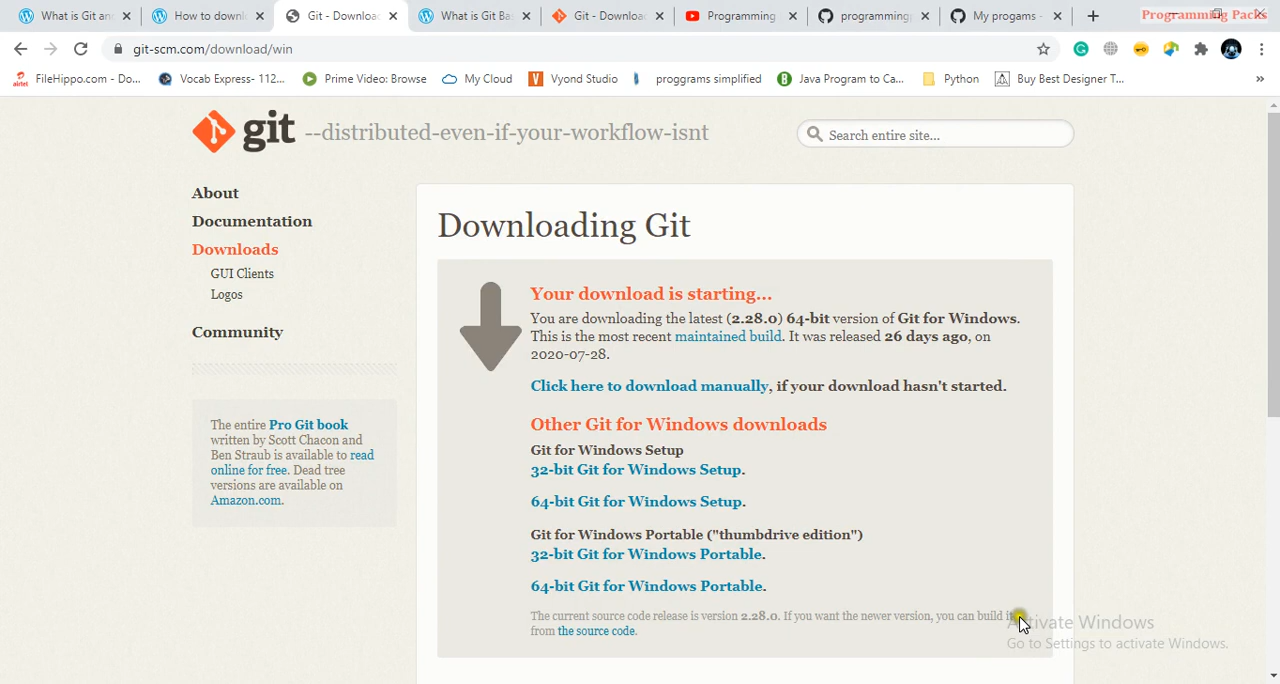 What is Git an
How to downl
Git - Downloa
What is Git Ba
Git - Downloa
Programming
programmingp
My progams -
Programming Packs
git-scm.com/download/win
airtel
FileHippo.com - Do...
Vocab Express- 112...
Prime Video: Browse
My Cloud
Vyond Studio
proggrams simplified
Java Program to Ca...
Python
Buy Best Designer T...
git --distributed-even-if-your-workflow-isnt
Search entire site...
About
Documentation
Downloads
GUI Clients
Logos
Community
The entire Pro Git book
written by Scott Chacon and
Ben Straub is available to read
online for free. Dead tree
versions are available on
Amazon.com.
Downloading Git
Your download is starting...
You are downloading the latest (2.28.0) 64-bit version of Git for Windows.
This is the most recent maintained build. It was released 26 days ago, on
2020-07-28.
Click here to download manually, if your download hasn't started.
Other Git for Windows downloads
Git for Windows Setup
32-bit Git for Windows Setup.
64-bit Git for Windows Setup.
Git for Windows Portable ("thumbdrive edition")
32-bit Git for Windows Portable.
64-bit Git for Windows Portable.
The current source code release is version 2.28.0. If you want the newer version, you can build it
from the source code.
Activate Windows
Go to Settings to activate Windows.